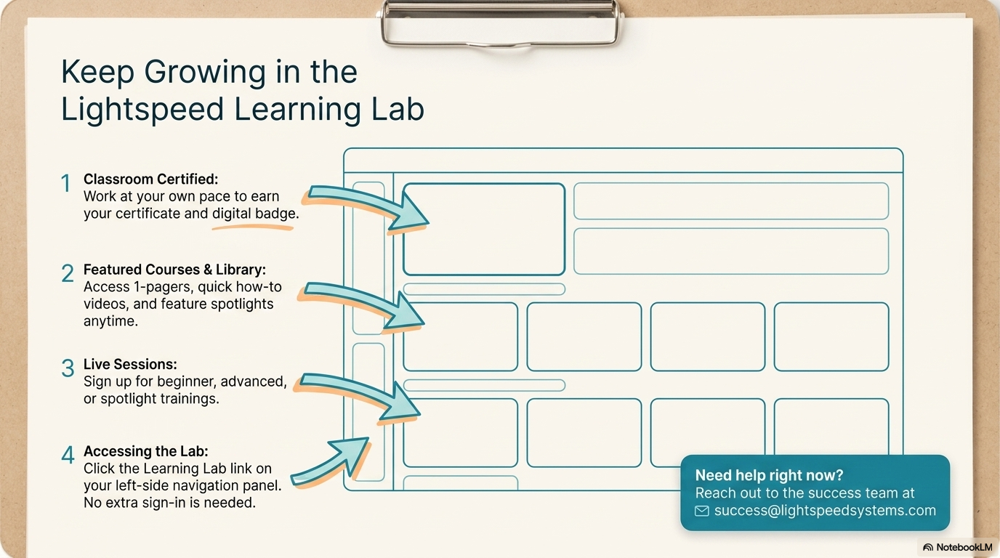 Keep Growing in the
Lightspeed Learning Lab
1 Classroom Certified:
Work at your own pace to earn
your certificate and digital badge.
2 Featured Courses & Library:
Access 1-pagers, quick how-to
videos, and feature spotlights
anytime.
3 Live Sessions:
Sign up for beginner, advanced,
or spotlight trainings.
4 Accessing the Lab:
Click the Learning Lab link on
your left-side navigation panel.
No extra sign-in is needed.
Need help right now?
Reach out to the success team at
success@lightspeedsystems.com
NotebookLM